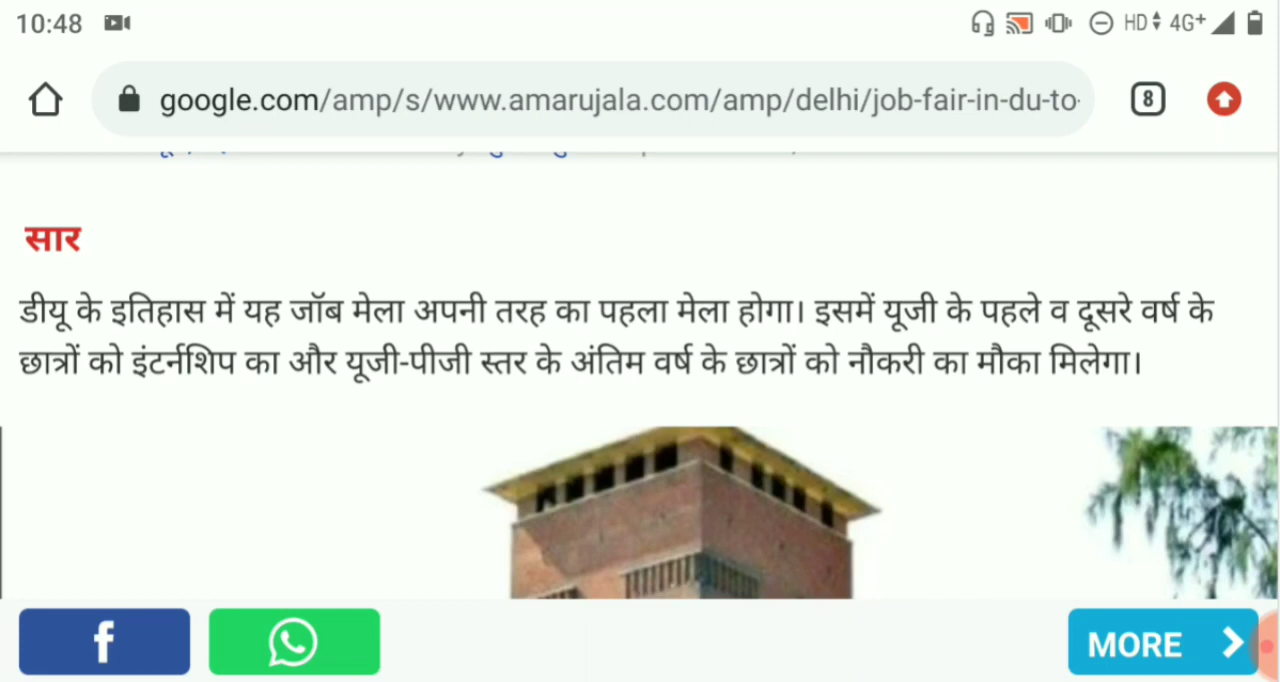 10:48
HD 4G+
google.com/amp/s/www.amarujala.com/amp/delhi/job-fair-in-du-to-
8
सार
डीयू के इतिहास में यह जॉब मेला अपनी तरह का पहला मेला होगा। इसमें यूजी के पहले व दूसरे वर्ष के
छात्रों को इंटर्नशिप का और यूजी-पीजी स्तर के अंतिम वर्ष के छात्रों को नौकरी का मौका मिलेगा।
MORE